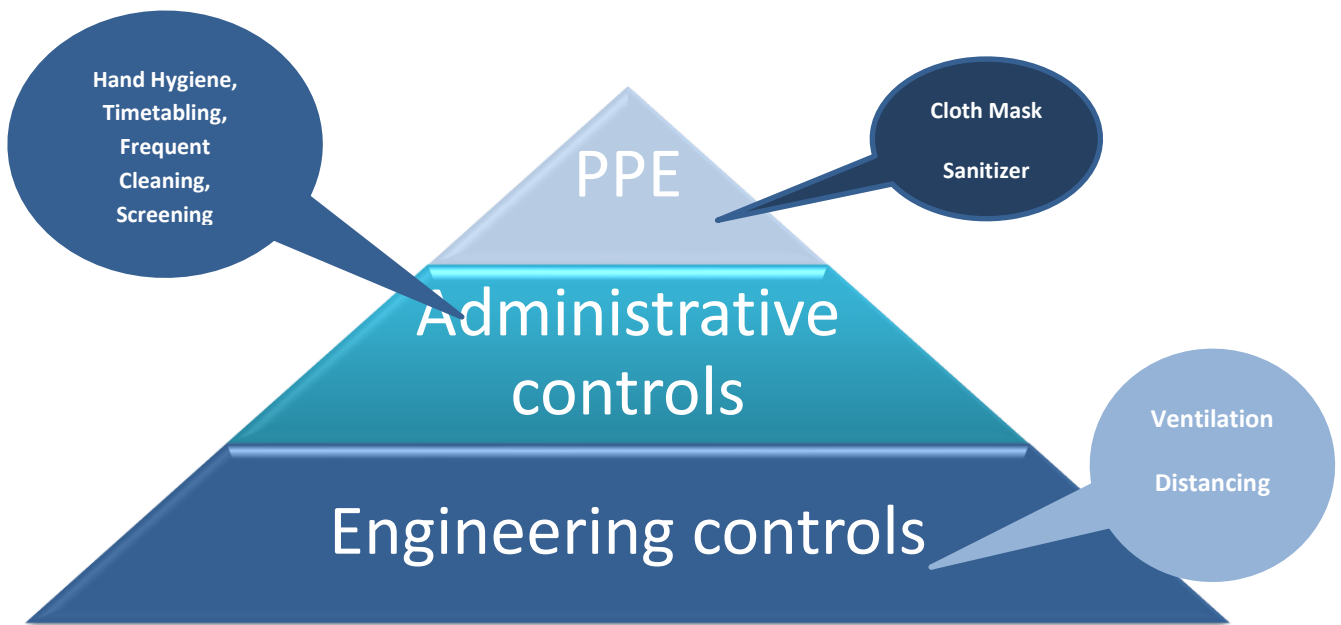 Hand Hygiene,
Timetabling,
Frequent
Cleaning,
Screening
Cloth Mask
Sanitizer
PPE
Administrative
controls
Ventilation
Distancing
Engineering controls